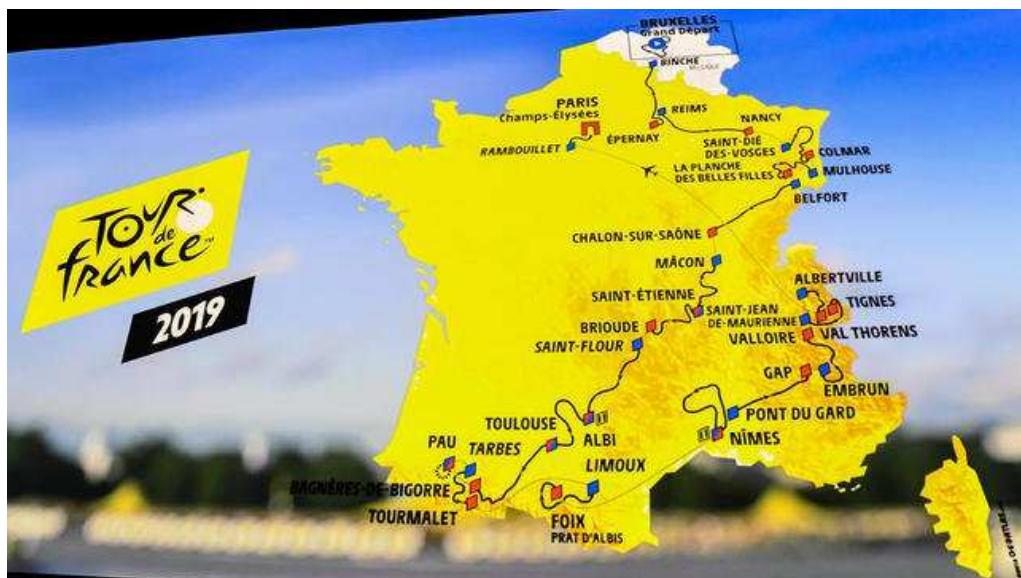 BRUXELLES
Grand Départ
BINCHE
REIMS
PARIS
Champs-Élysées
NANCY
ÉPERNAY
RAMBOUILLET
SAINT-DIÉ
DES-VOSGES
COLMAR
LA PLANCHE
DES BELLES FILLES
MULHOUSE
BELFORT
TOUR
de
france
2019
CHALON-SUR-SAÔNE
MÂCON
ALBERTVILLE
SAINT-ÉTIENNE
TIGNES
SAINT-JEAN
DE-MAURIENNE
BRIOUDE
VAL THORENS
VALLOIRE
SAINT-FLOUR
GAP
EMBRUN
PONT DU GARD
TOULOUSE
ALBI
NÎMES
PAU
TARBES
LIMOUX
BAGNÈRES-DE-BIGORRE
TOURMALET
FOIX
PRAT D'ALBIS